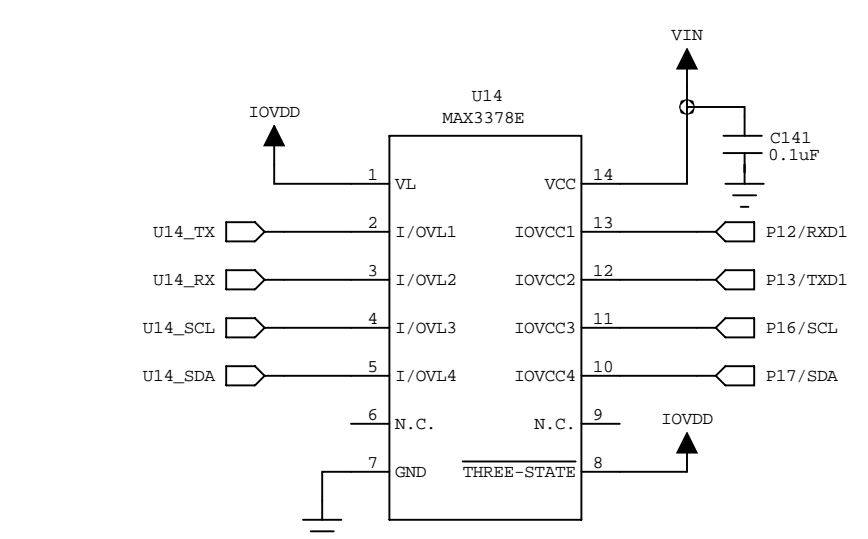 VIN
U14
MAX3378E
IOVDD
C141
0.1uF
1 VL VCC 14
U14_TX 2 I/OVL1 IOVCC1 13 P12/RXD1
U14_RX 3 I/OVL2 IOVCC2 12 P13/TXD1
U14_SCL 4 I/OVL3 IOVCC3 11 P16/SCL
U14_SDA 5 I/OVL4 IOVCC4 10 P17/SDA
6 N.C. N.C. 9
IOVDD
7 GND THREE-STATE 8